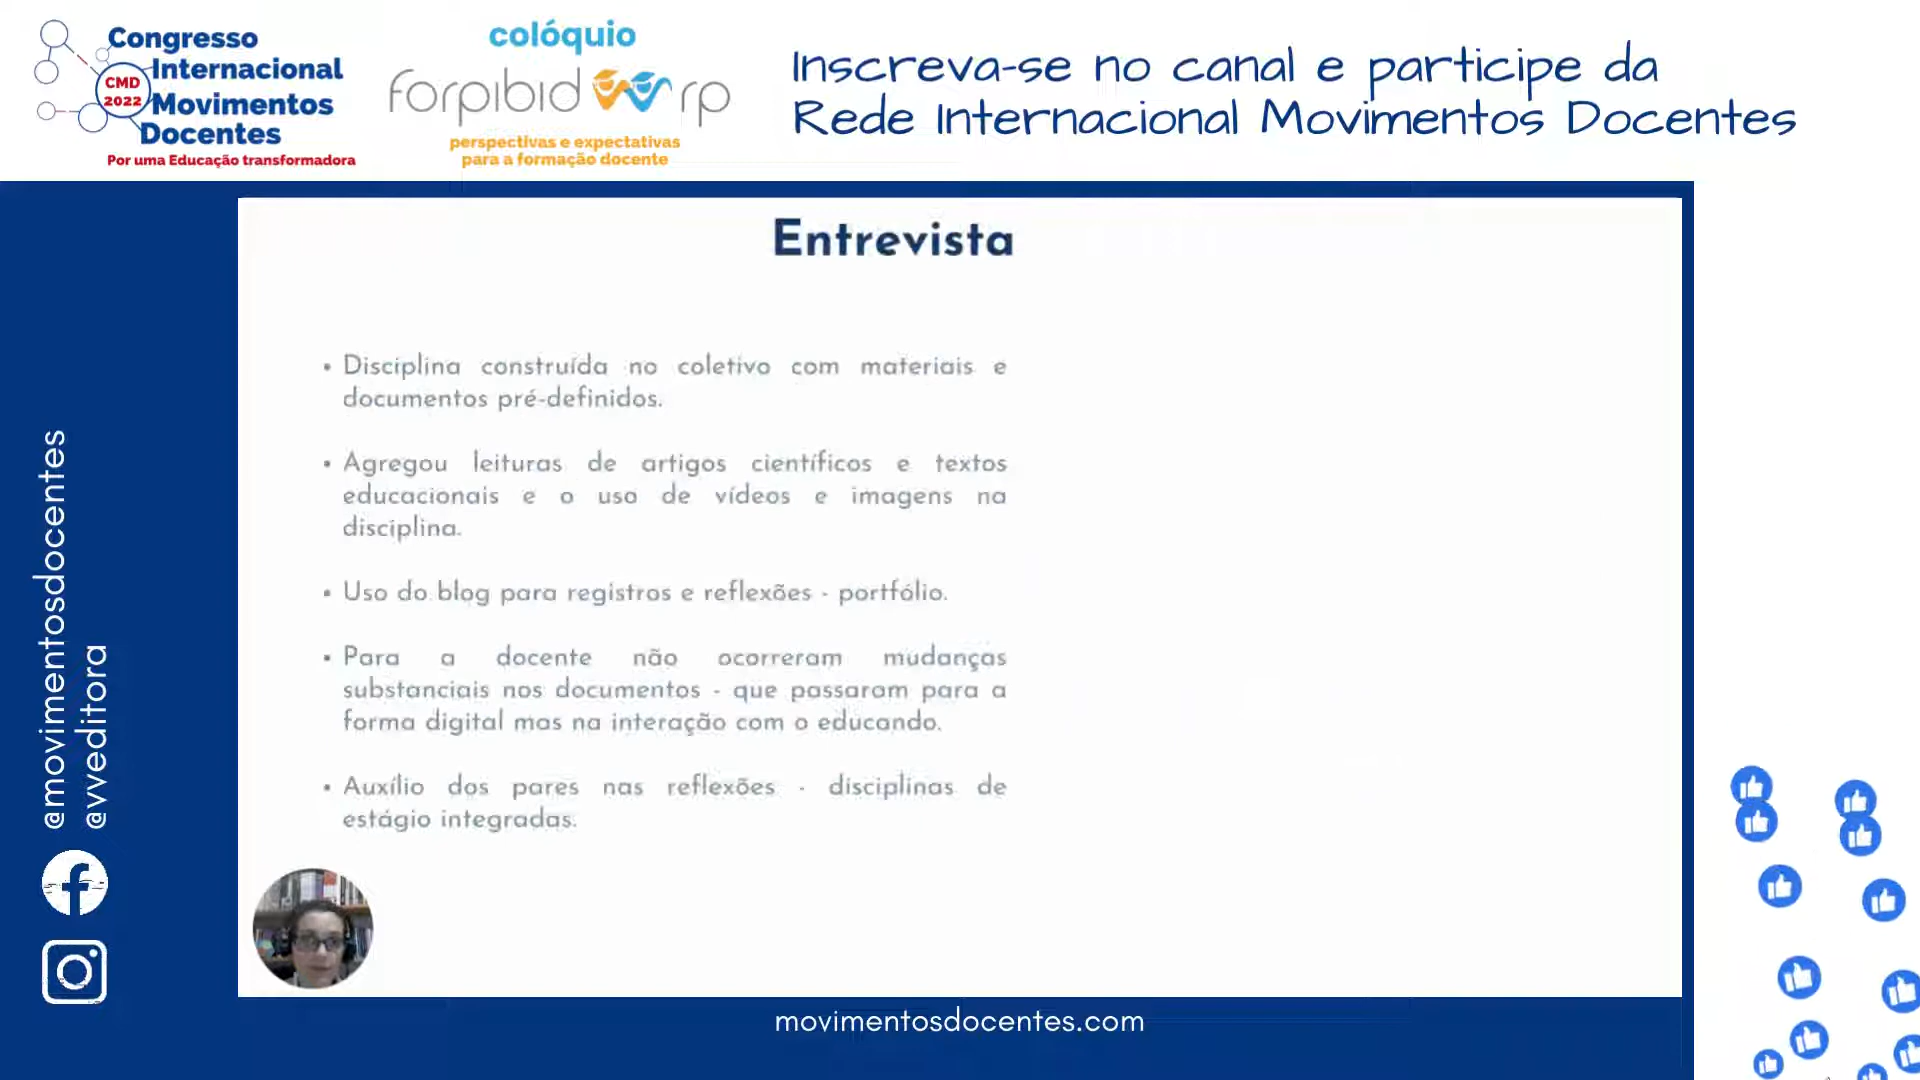 Congresso
Internacional
Movimentos
Docentes
CMD
2022
Por uma Educação transformadora
colóquio
forpibid rp
perspectivas e expectativas
para a formação docente
Inscreva-se no canal e participe da
Rede Internacional Movimentos Docentes
@movimentosdocentes
@vveditora
Entrevista
• Disciplina construída no coletivo com materiais e
documentos pré-definidos.
• Agregou leituras de artigos científicos e textos
educacionais e o uso de vídeos e imagens na
disciplina.
• Uso do blog para registros e reflexões - portfólio.
• Para a docente não ocorreram mudanças
substanciais nos documentos - que passaram para a
forma digital mas na interação com o educando.
• Auxílio dos pares nas reflexões - disciplinas de
estágio integradas.
movimentosdocentes.com